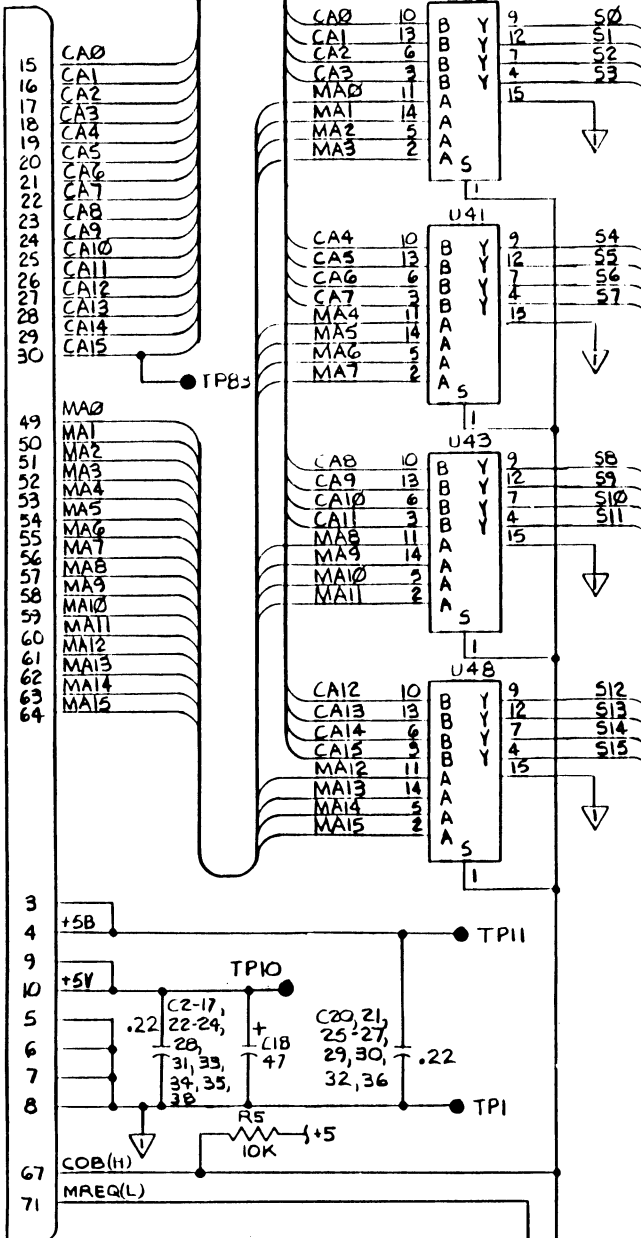 15 CAØ
16 CA1
17 CA2
18 CA3
19 CA4
20 CA5
21 CA6
22 CA7
23 CA8
24 CA9
25 CA1Ø
26 CA11
27 CA12
28 CA13
29 CA14
30 CA15
TP83
49 MAØ
50 MA1
51 MA2
52 MA3
53 MA4
54 MA5
55 MA6
56 MA7
57 MA8
58 MA9
59 MA1Ø
60 MA11
61 MA12
62 MA13
63 MA14
64 MA15
CAØ 10 B Y 9 SØ
CA1 13 B Y 12 S1
CA2 6 B Y 7 S2
CA3 3 B Y 4 S3
MAØ 11 A 15
MA1 14 A
MA2 5 A
MA3 2 A
S
1
1
U41
CA4 10 B Y 9 S4
CA5 13 B Y 12 S5
CA6 6 B Y 7 S6
CA7 3 B Y 4 S7
MA4 11 A 15
MA5 14 A
MA6 5 A
MA7 2 A
S
1
1
U43
CA8 10 B Y 9 S8
CA9 13 B Y 12 S9
CA1Ø 6 B Y 7 S1Ø
CA11 3 B Y 4 S11
MA8 11 A 15
MA9 14 A
MA1Ø 5 A
MA11 2 A
S
1
1
U48
CA12 10 B Y 9 S12
CA13 13 B Y 12 S13
CA14 6 B Y 7 S14
CA15 3 B Y 4 S15
MA12 11 A 15
MA13 14 A
MA14 5 A
MA15 2 A
S
1
1
3
4 +5B
TP11
9
10 +5V
TP10
5
6
7
8
.22
C2-17,
22-24,
28,
31, 33,
34, 35,
38
+
C18
47
C20, 21,
25-27,
29, 30,
32, 36
.22
TP1
1
R5
10K
+5
67 COB(H)
71 MREQ(L)